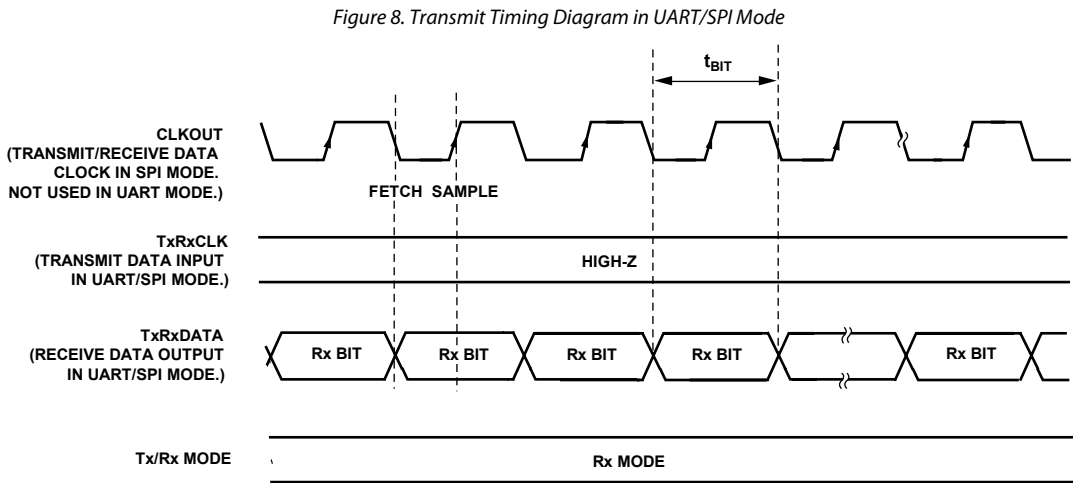 Figure 8. Transmit Timing Diagram in UART/SPI Mode
tBIT
CLKOUT
(TRANSMIT/RECEIVE DATA
CLOCK IN SPI MODE.
NOT USED IN UART MODE.)
FETCH SAMPLE
TxRxCLK
(TRANSMIT DATA INPUT
IN UART/SPI MODE.)
HIGH-Z
TxRxDATA
(RECEIVE DATA OUTPUT
IN UART/SPI MODE.)
Rx BIT Rx BIT Rx BIT Rx BIT Rx BIT
Tx/Rx MODE
Rx MODE